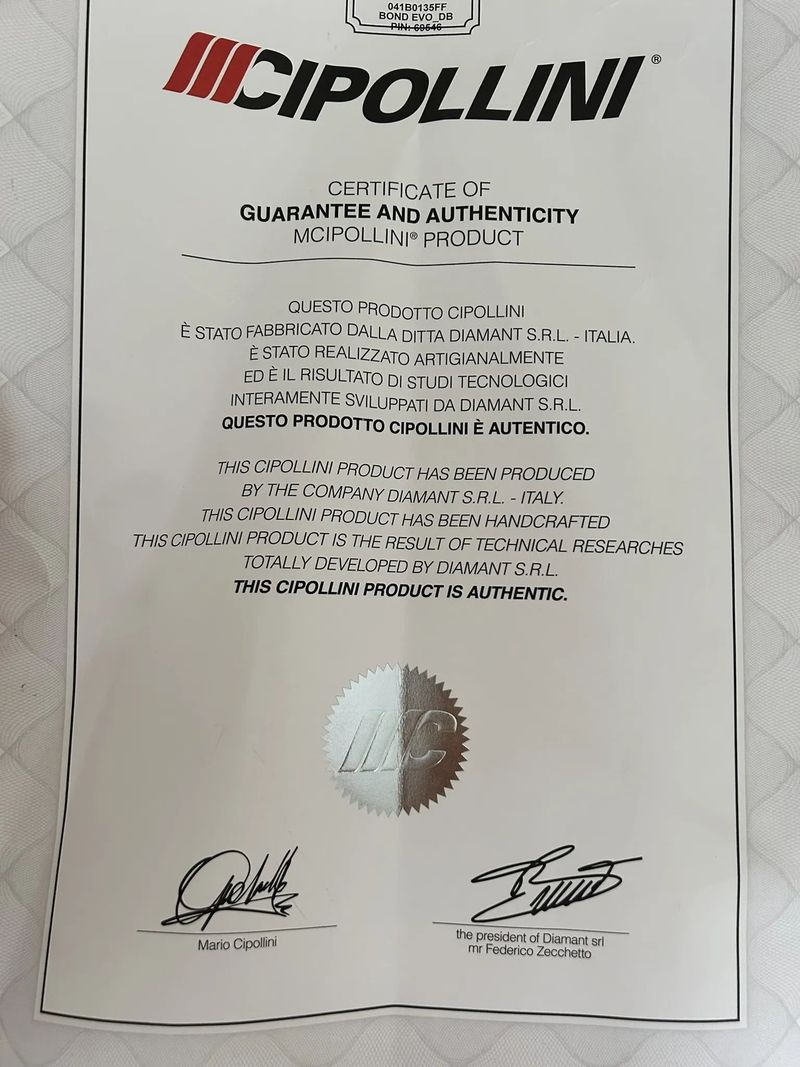 041B0135FF
BOND EVO_DB
PIN: 69546
MCIPOLLINI®
CERTIFICATE OF
GUARANTEE AND AUTHENTICITY
MCIPOLLINI® PRODUCT
QUESTO PRODOTTO CIPOLLINI
È STATO FABBRICATO DALLA DITTA DIAMANT S.R.L. - ITALIA.
È STATO REALIZZATO ARTIGIANALMENTE
ED È IL RISULTATO DI STUDI TECNOLOGICI
INTERAMENTE SVILUPPATI DA DIAMANT S.R.L.
QUESTO PRODOTTO CIPOLLINI È AUTENTICO.
THIS CIPOLLINI PRODUCT HAS BEEN PRODUCED
BY THE COMPANY DIAMANT S.R.L. - ITALY.
THIS CIPOLLINI PRODUCT HAS BEEN HANDCRAFTED
THIS CIPOLLINI PRODUCT IS THE RESULT OF TECHNICAL RESEARCHES
TOTALLY DEVELOPED BY DIAMANT S.R.L.
THIS CIPOLLINI PRODUCT IS AUTHENTIC.
MC
Mario Cipollini
the president of Diamant srl
mr Federico Zecchetto